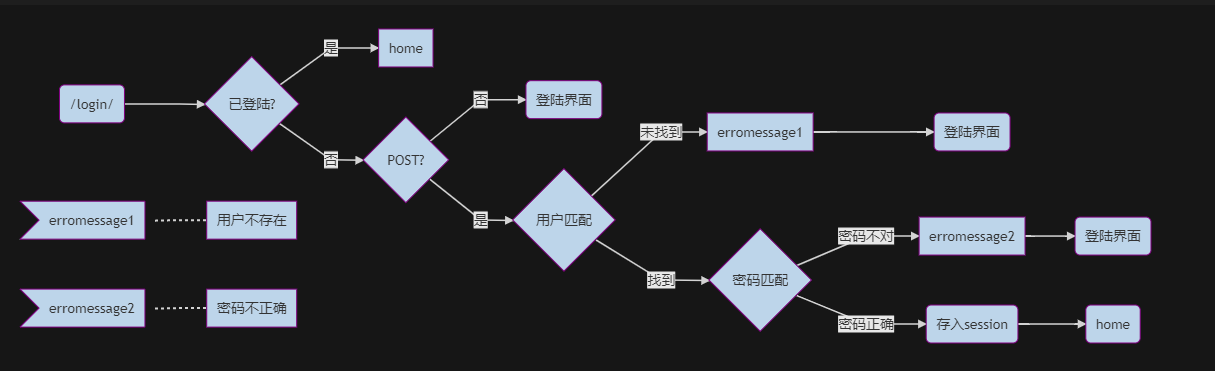 /login/
已登陆?
是
home
否
POST?
否
登陆界面
是
用户匹配
未找到
erromessage1
登陆界面
找到
密码匹配
密码不对
erromessage2
登陆界面
密码正确
存入session
home
erromessage1
用户不存在
erromessage2
密码不正确